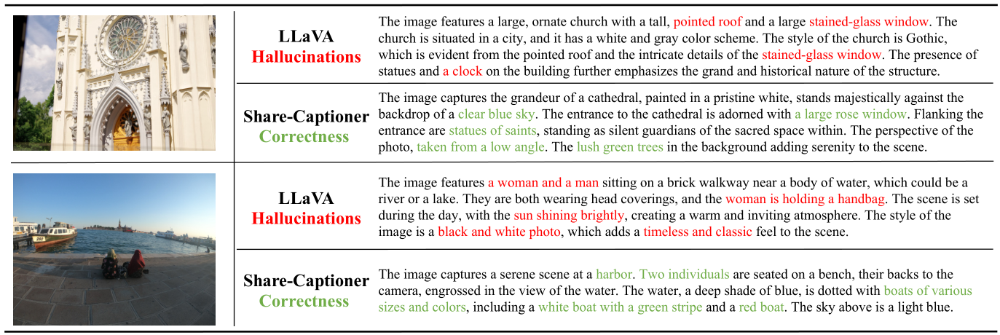 LLaVA
Hallucinations
The image features a large, ornate church with a tall, pointed roof and a large stained-glass window. The
church is situated in a city, and it has a white and gray color scheme. The style of the church is Gothic,
which is evident from the pointed roof and the intricate details of the stained-glass window. The presence of
statues and a clock on the building further emphasizes the grand and historical nature of the structure.
Share-Captioner
Correctness
The image captures the grandeur of a cathedral, painted in a pristine white, stands majestically against the
backdrop of a clear blue sky. The entrance to the cathedral is adorned with a large rose window. Flanking the
entrance are statues of saints, standing as silent guardians of the sacred space within. The perspective of the
photo, taken from a low angle. The lush green trees in the background adding serenity to the scene.
202
LLaVA
Hallucinations
The image features a woman and a man sitting on a brick walkway near a body of water, which could be a
river or a lake. They are both wearing head coverings, and the woman is holding a handbag. The scene is set
during the day, with the sun shining brightly, creating a warm and inviting atmosphere. The style of the
image is a black and white photo, which adds a timeless and classic feel to the scene.
Share-Captioner
Correctness
The image captures a serene scene at a harbor. Two individuals are seated on a bench, their backs to the
camera, engrossed in the view of the water. The water, a deep shade of blue, is dotted with boats of various
sizes and colors, including a white boat with a green stripe and a red boat. The sky above is a light blue.